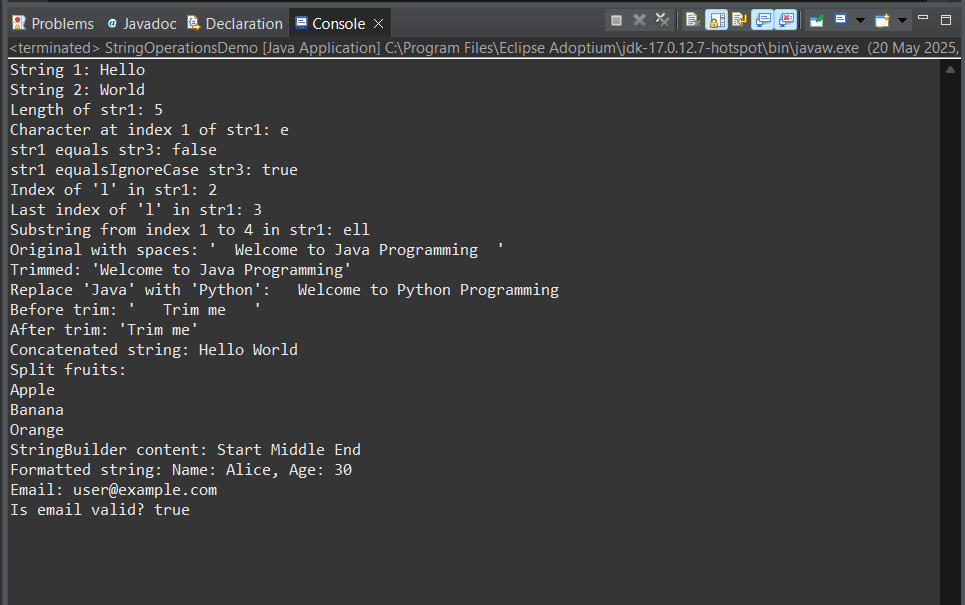 Problems Javadoc Declaration Console
<terminated> StringOperationsDemo [Java Application] C:\Program Files\Eclipse Adoptium\jdk-17.0.12.7-hotspot\bin\javaw.exe (20 May 2025,
String 1: Hello
String 2: World
Length of str1: 5
Character at index 1 of str1: e
str1 equals str3: false
str1 equalsIgnoreCase str3: true
Index of 'l' in str1: 2
Last index of 'l' in str1: 3
Substring from index 1 to 4 in str1: ell
Original with spaces: '  Welcome to Java Programming  '
Trimmed: 'Welcome to Java Programming'
Replace 'Java' with 'Python':   Welcome to Python Programming
Before trim: '   Trim me   '
After trim: 'Trim me'
Concatenated string: Hello World
Split fruits:
Apple
Banana
Orange
StringBuilder content: Start Middle End
Formatted string: Name: Alice, Age: 30
Email: user@example.com
Is email valid? true